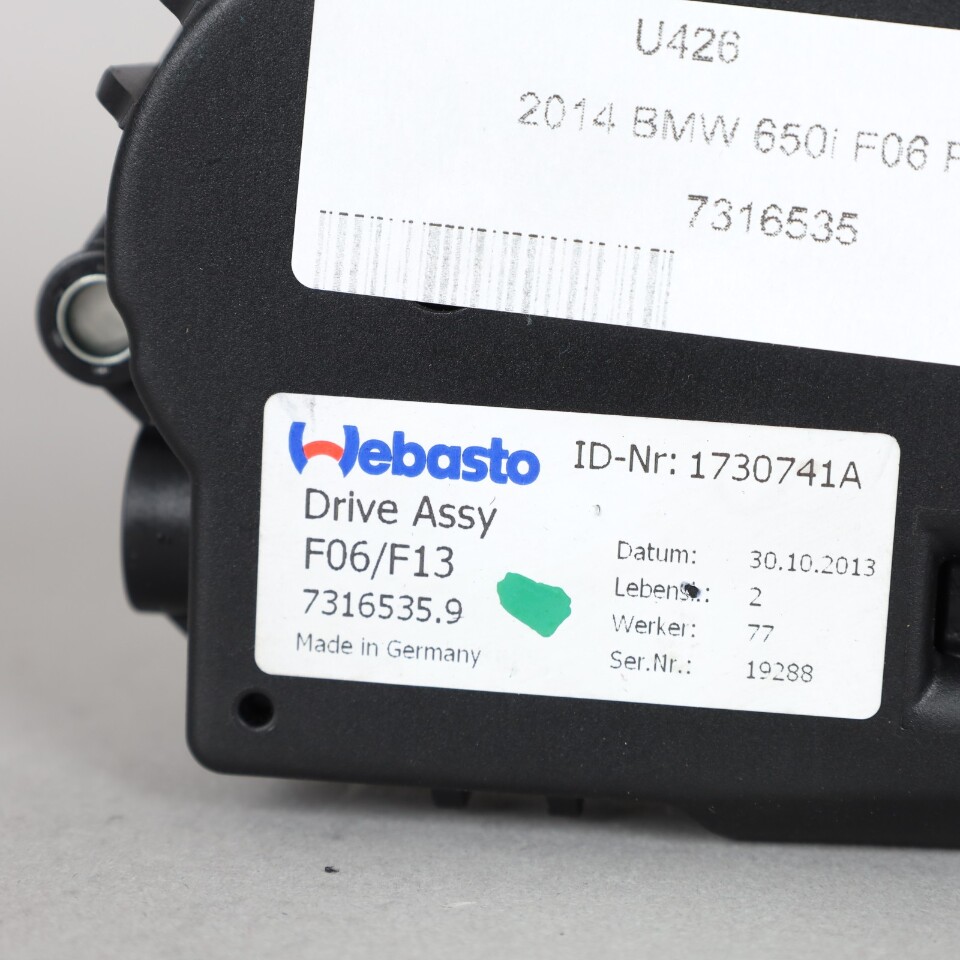 U426
2014 BMW 650i F06
7316535
Webasto
ID-Nr: 1730741A
Drive Assy
F06/F13
7316535.9
Made in Germany
Datum: 30.10.2013
Lebens.: 2
Werker: 77
Ser.Nr.: 19288